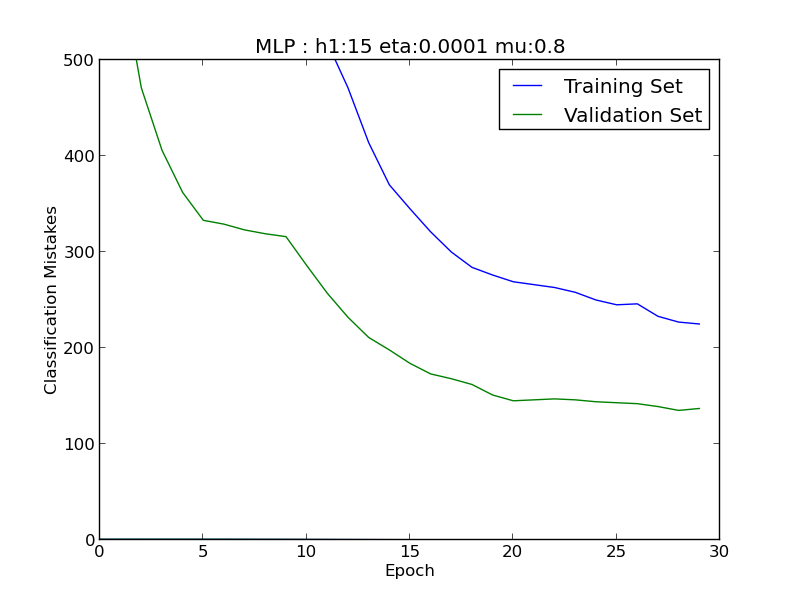 MLP : h1:15 eta:0.0001 mu:0.8
Training Set
Validation Set
500
400
300
200
100
0
Classification Mistakes
0 5 10 15 20 25 30
Epoch